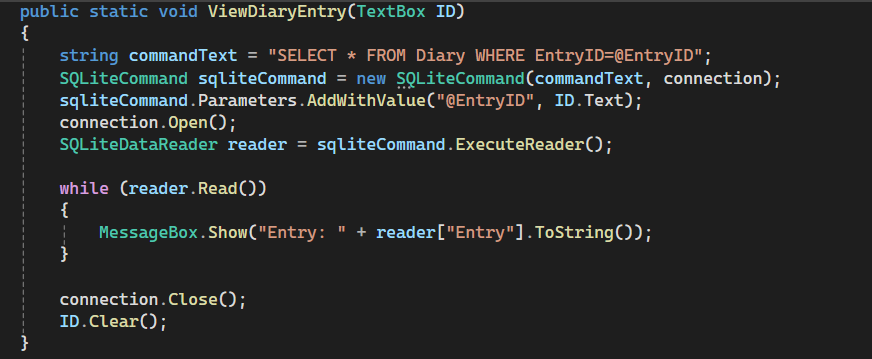 public static void ViewDiaryEntry(TextBox ID)
{
    string commandText = "SELECT * FROM Diary WHERE EntryID=@EntryID";
    SQLiteCommand sqliteCommand = new SQLiteCommand(commandText, connection);
    sqliteCommand.Parameters.AddWithValue("@EntryID", ID.Text);
    connection.Open();
    SQLiteDataReader reader = sqliteCommand.ExecuteReader();

    while (reader.Read())
    {
        MessageBox.Show("Entry: " + reader["Entry"].ToString());
    }

    connection.Close();
    ID.Clear();
}